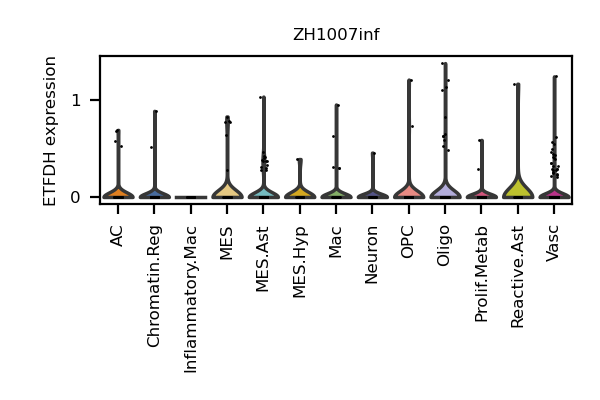 ZH1007inf
ETFDH expression
1
0
AC
Chromatin.Reg
Inflammatory.Mac
MES
MES.Ast
MES.Hyp
Mac
Neuron
OPC
Oligo
Prolif.Metab
Reactive.Ast
Vasc